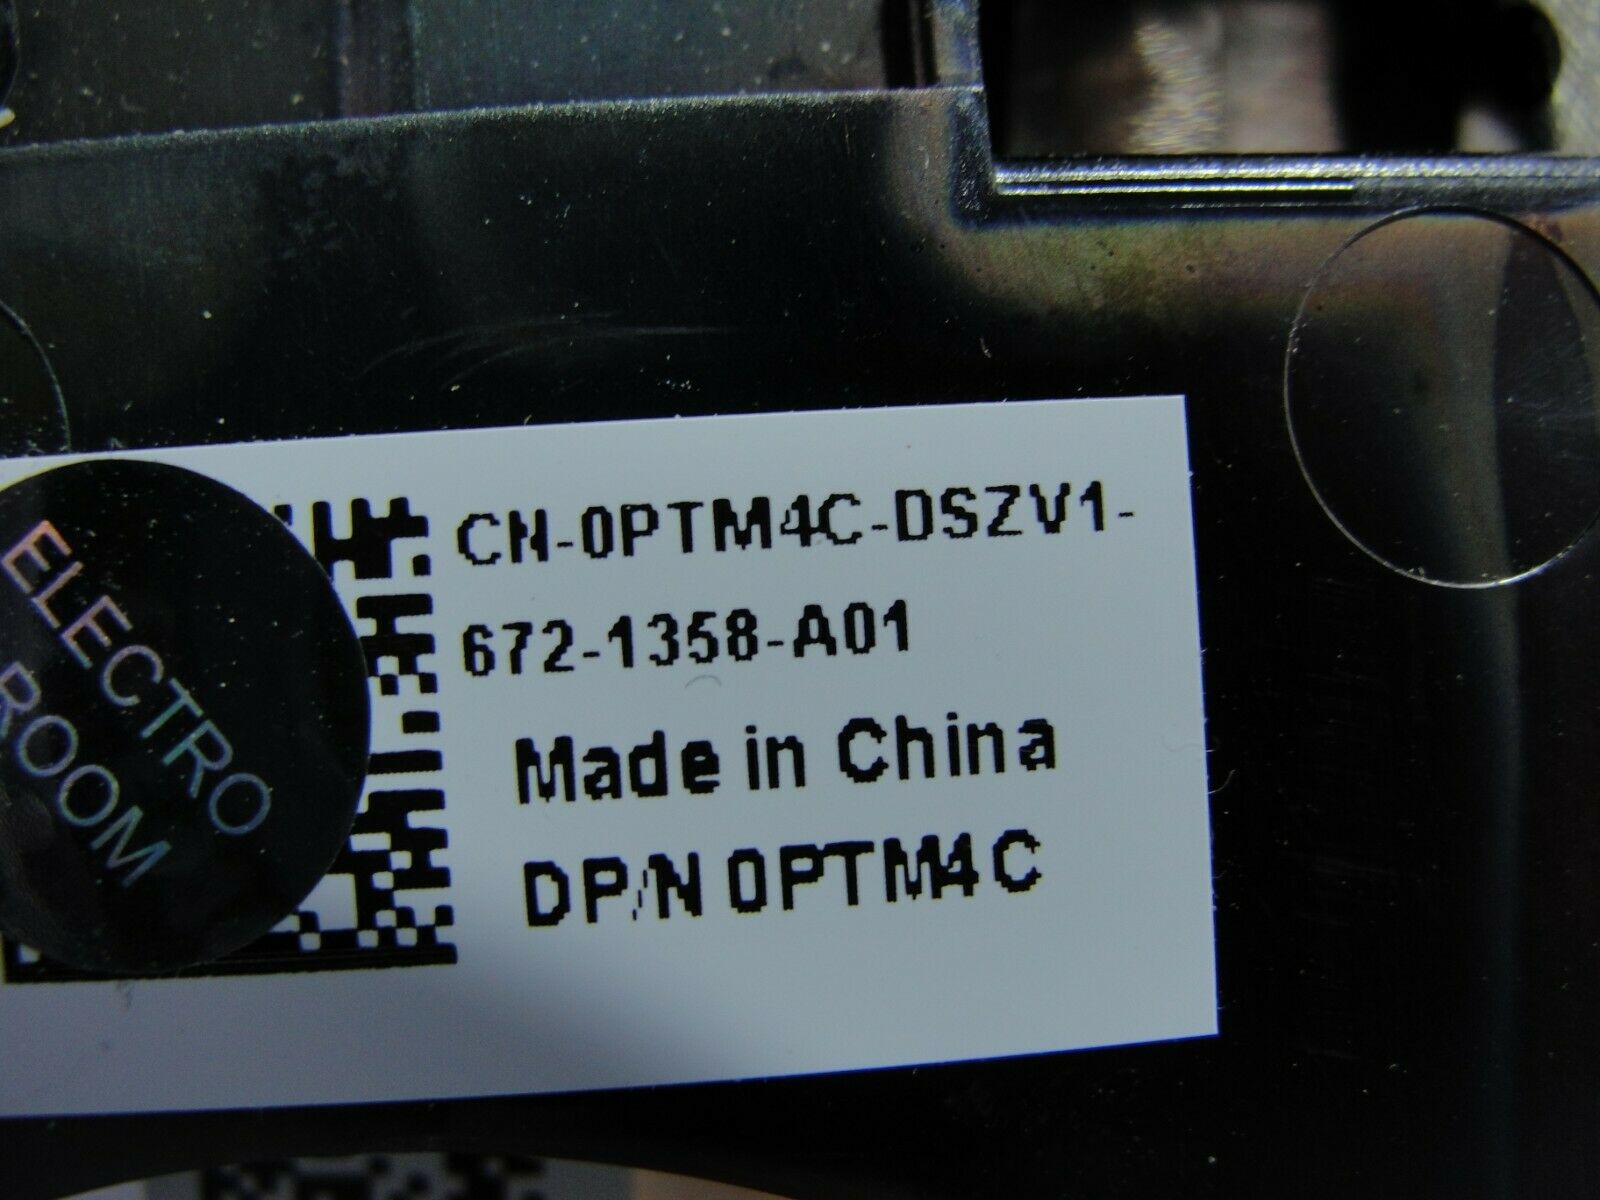 ELECTRO
ROOM
CN-0PTM4C-DSZV1-
672-1358-A01
Made in China
DP/N 0PTM4C